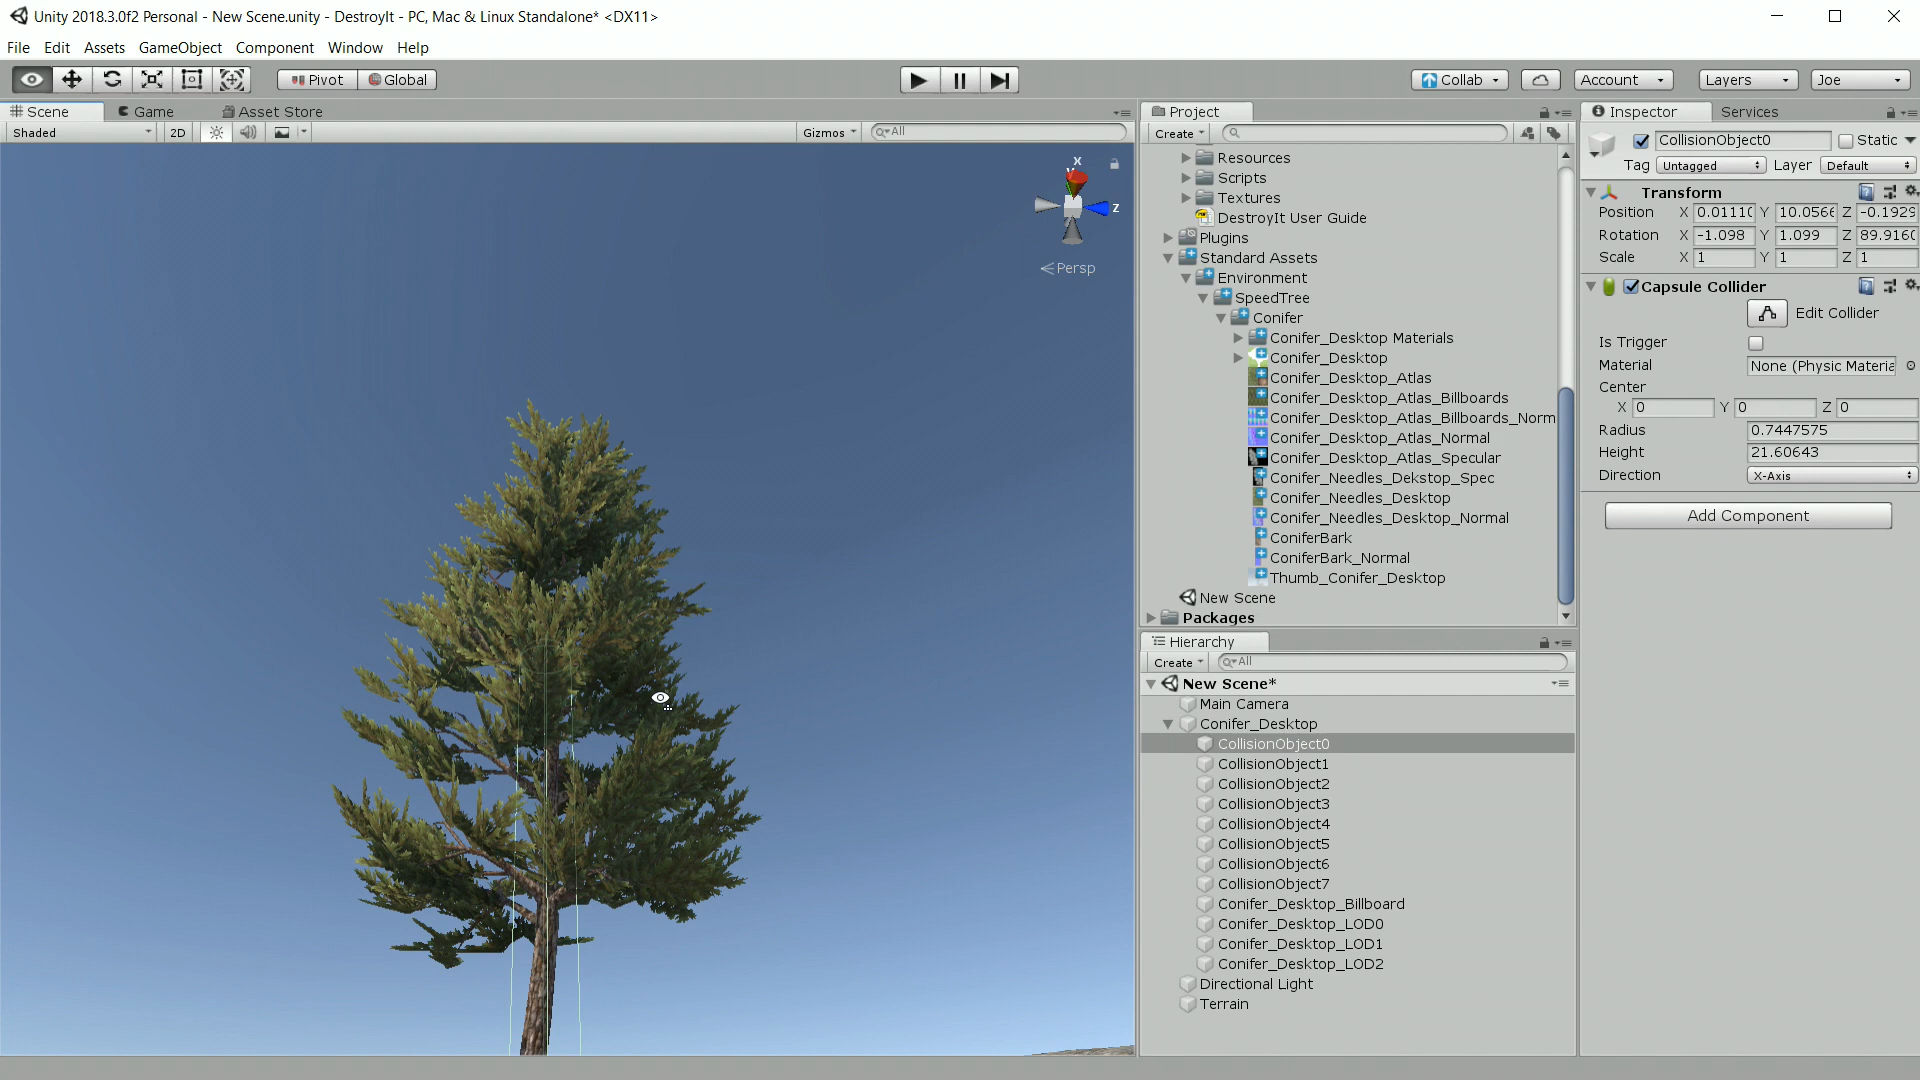 Unity 2018.3.0f2 Personal - New Scene.unity - DestroyIt - PC, Mac & Linux Standalone* <DX11>
File Edit Assets GameObject Component Window Help
Pivot Global Collab Account Layers Joe
Scene Game Asset Store
Shaded 2D Gizmos All
X
Y
Z
Persp
Project
Create
Resources
Scripts
Textures
DestroyIt User Guide
Plugins
Standard Assets
Environment
SpeedTree
Conifer
Conifer_Desktop Materials
Conifer_Desktop
Conifer_Desktop_Atlas
Conifer_Desktop_Atlas_Billboards
Conifer_Desktop_Atlas_Billboards_Norm
Conifer_Desktop_Atlas_Normal
Conifer_Desktop_Atlas_Specular
Conifer_Needles_Dekstop_Spec
Conifer_Needles_Desktop
Conifer_Needles_Desktop_Normal
ConiferBark
ConiferBark_Normal
Thumb_Conifer_Desktop
New Scene
Packages
Hierarchy
Create All
New Scene*
Main Camera
Conifer_Desktop
CollisionObject0
CollisionObject1
CollisionObject2
CollisionObject3
CollisionObject4
CollisionObject5
CollisionObject6
CollisionObject7
Conifer_Desktop_Billboard
Conifer_Desktop_LOD0
Conifer_Desktop_LOD1
Conifer_Desktop_LOD2
Directional Light
Terrain
Inspector Services
CollisionObject0 Static
Tag Untagged Layer Default
Transform
Position X 0.0111( Y 10.056 Z -0.1929
Rotation X -1.098 Y 1.099 Z 89.916(
Scale X 1 Y 1 Z 1
Capsule Collider
Edit Collider
Is Trigger
Material None (Physic Materia
Center
X 0 Y 0 Z 0
Radius 0.7447575
Height 21.60643
Direction X-Axis
Add Component